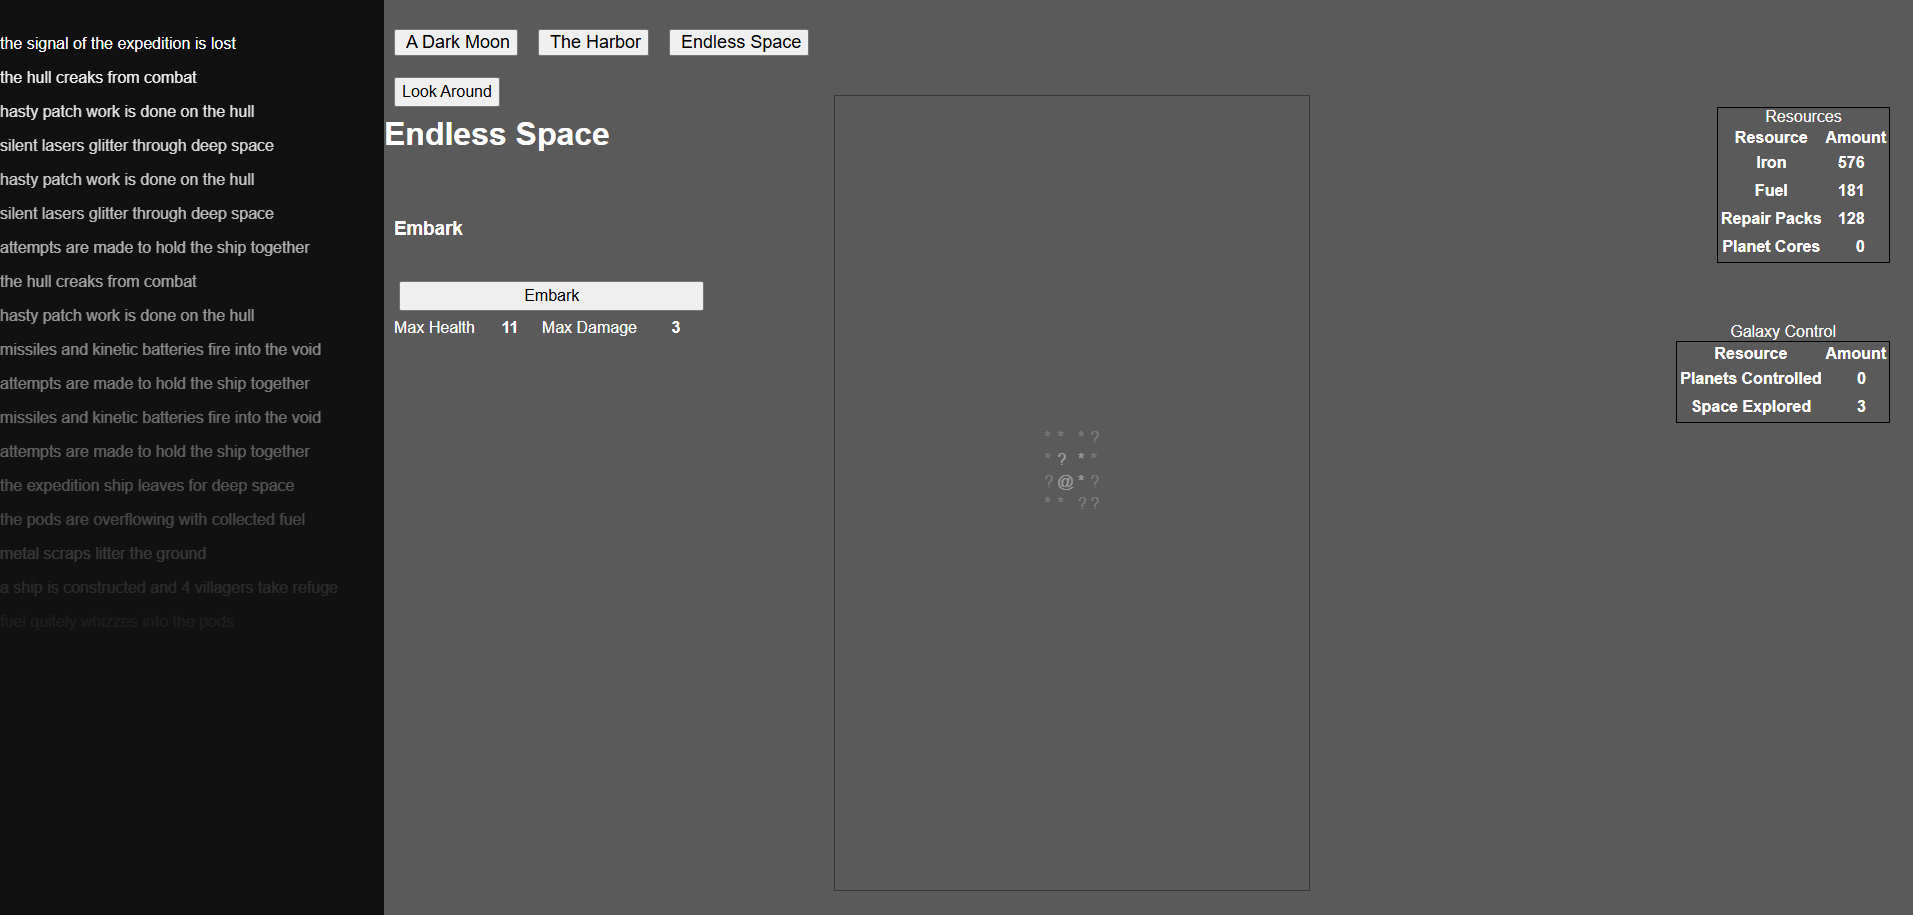 the signal of the expedition is lost
the hull creaks from combat
hasty patch work is done on the hull
silent lasers glitter through deep space
hasty patch work is done on the hull
silent lasers glitter through deep space
attempts are made to hold the ship together
the hull creaks from combat
hasty patch work is done on the hull
missiles and kinetic batteries fire into the void
attempts are made to hold the ship together
missiles and kinetic batteries fire into the void
attempts are made to hold the ship together
the expedition ship leaves for deep space
the pods are overflowing with collected fuel
metal scraps litter the ground
a ship is constructed and 4 villagers take refuge
fuel quitely whizzes into the pods
A Dark Moon The Harbor Endless Space
Look Around
Endless Space
Embark
Embark
Max Health 11 Max Damage 3
* * * ?
* ? * *
? @ * ?
* * ? ?
Resources
Resource Amount
Iron 576
Fuel 181
Repair Packs 128
Planet Cores 0
Galaxy Control
Resource Amount
Planets Controlled 0
Space Explored 3